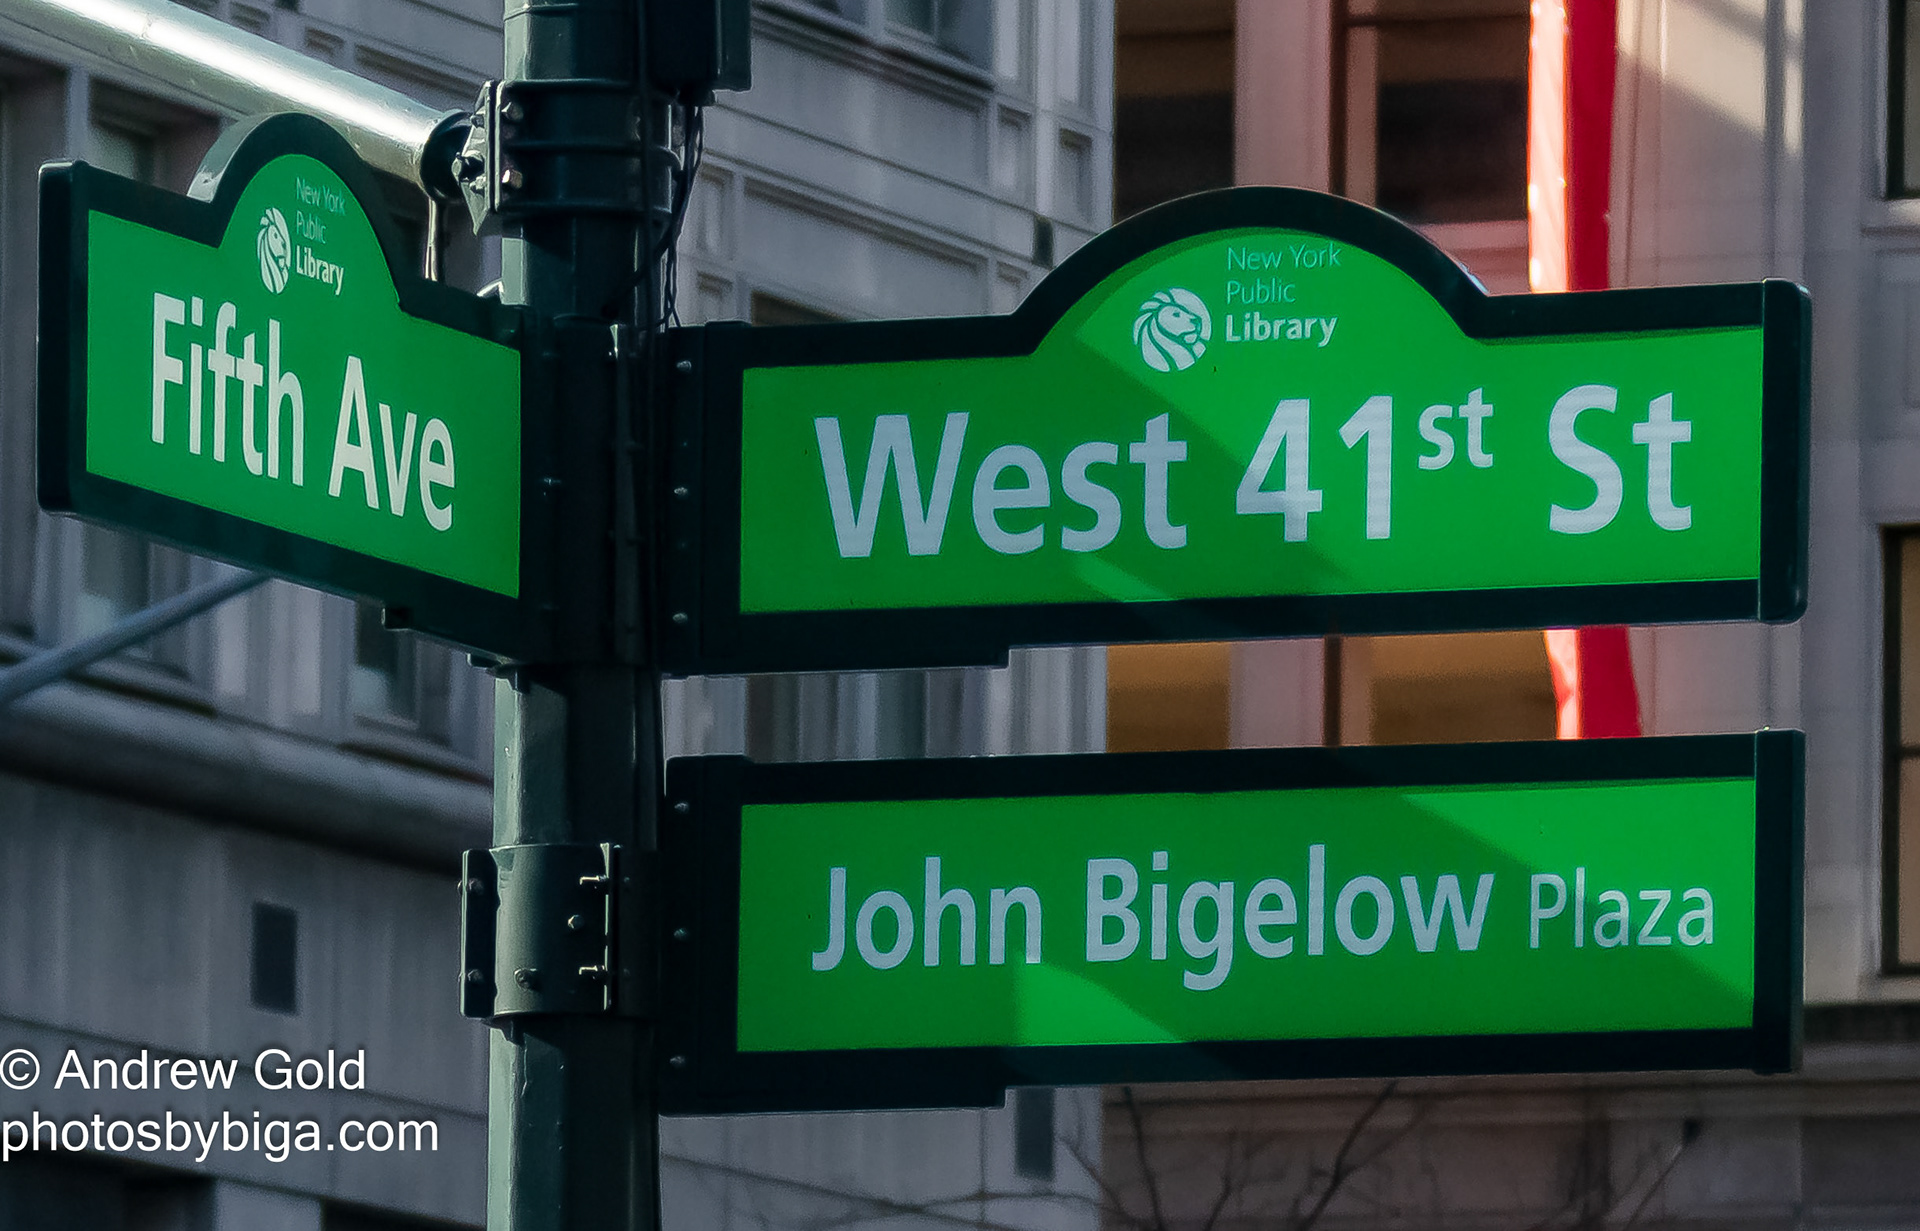 New York
Public
Library
Fifth Ave
New York
Public
Library
West 41st St
John Bigelow Plaza
© Andrew Gold
photosbybiga.com